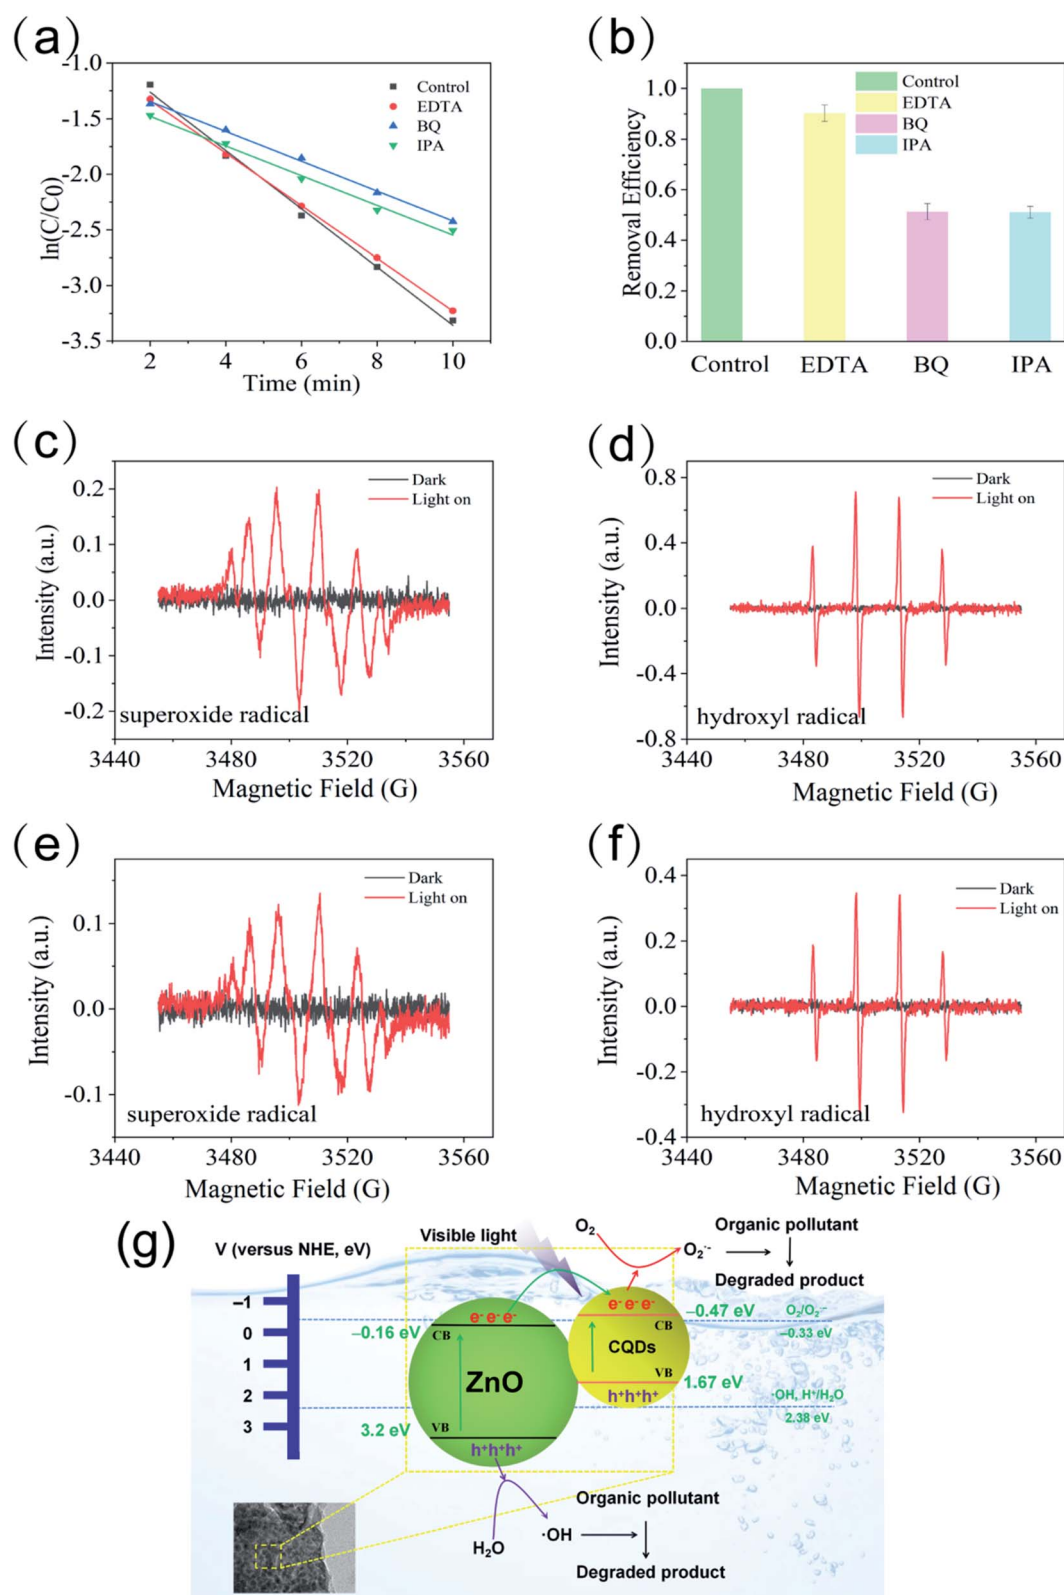 (a)
-1.0
-1.5
-2.0
-2.5
-3.0
-3.5
ln(C/C0)
2 4 6 8 10
Time (min)
Control
EDTA
BQ
IPA
(b)
1.0
0.8
0.6
0.4
0.2
0.0
Removal Efficiency
Control
EDTA
BQ
IPA
Control EDTA BQ IPA
(c)
0.2
0.1
0.0
-0.1
-0.2
Intensity (a.u.)
Dark
Light on
superoxide radical
3440 3480 3520 3560
Magnetic Field (G)
(d)
0.8
0.4
0.0
-0.4
-0.8
Intensity (a.u.)
Dark
Light on
hydroxyl radical
3440 3480 3520 3560
Magnetic Field (G)
(e)
0.1
0.0
-0.1
Intensity (a.u.)
Dark
Light on
superoxide radical
3440 3480 3520 3560
Magnetic Field (G)
(f)
0.4
0.2
0.0
-0.2
-0.4
Intensity (a.u.)
Dark
Light on
hydroxyl radical
3440 3480 3520 3560
Magnetic Field (G)
(g)
V (versus NHE, eV)
–1
0
1
2
3
Visible light
O₂
O₂·-
Organic pollutant
Degraded product
e- e- e-
–0.16 eV
CB
ZnO
3.2 eV
VB
h+h+h+
e- e- e-
–0.47 eV
CB
CQDs
VB
1.67 eV
h+h+h+
O₂/O₂·-
–0.33 eV
·OH, H+/H₂O
2.38 eV
H₂O
·OH
Organic pollutant
Degraded product